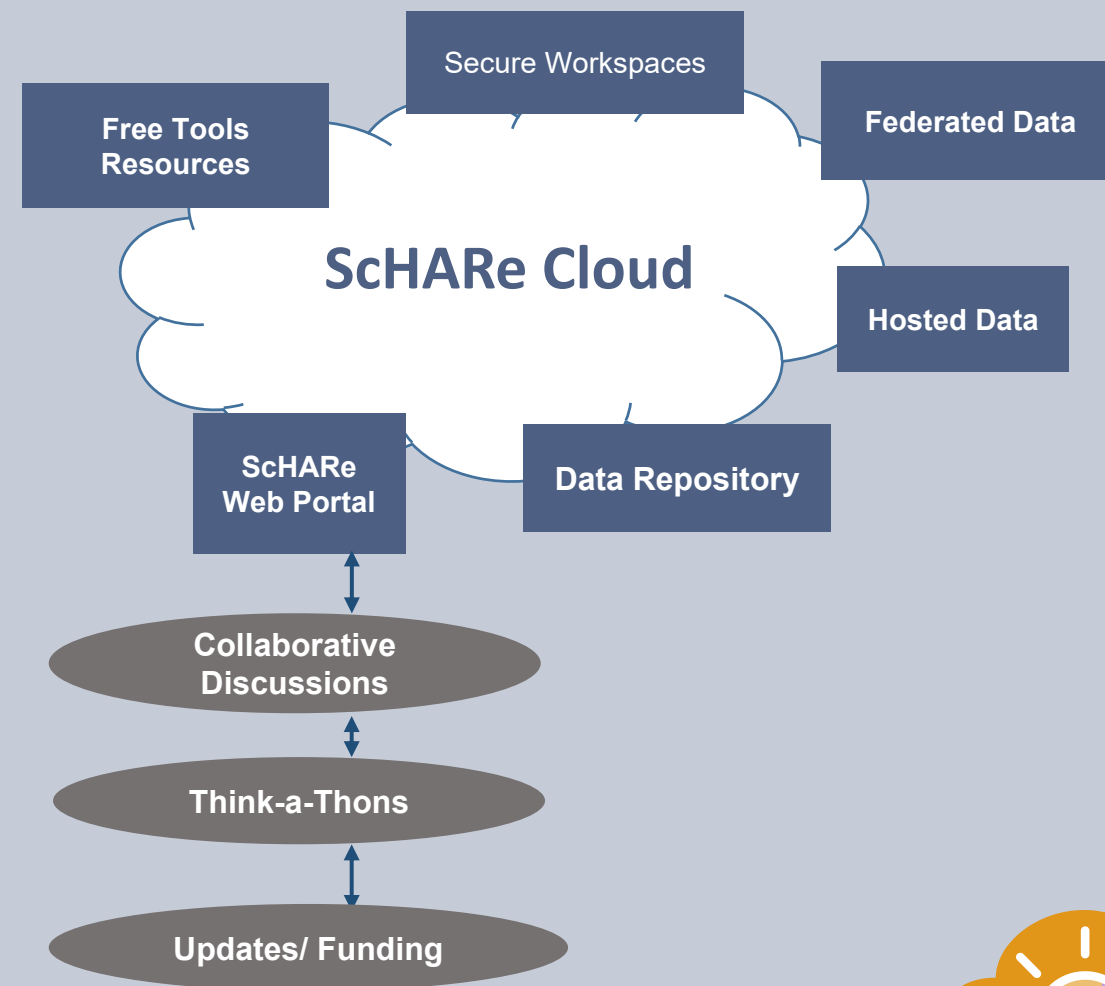 Secure Workspaces
Free Tools
Resources
Federated Data
ScHARe Cloud
Hosted Data
ScHARe
Web Portal
Data Repository
Collaborative
Discussions
Think-a-Thons
Updates/ Funding